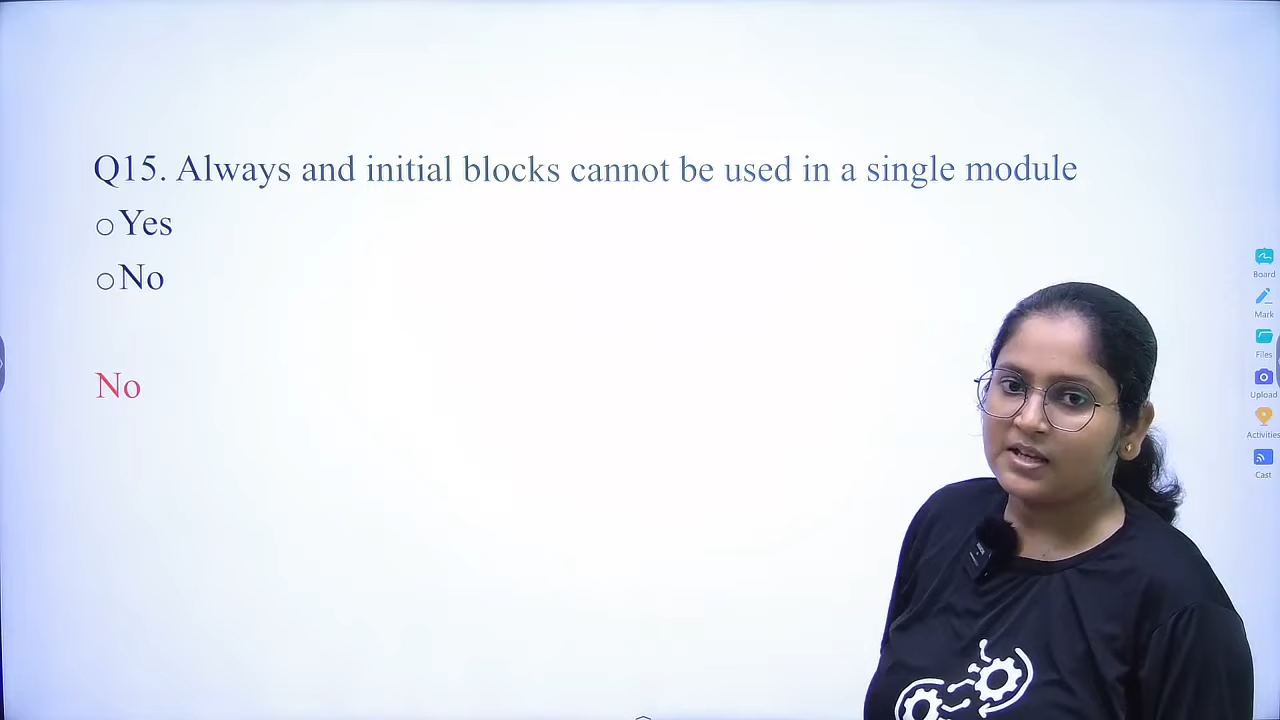 Q15. Always and initial blocks cannot be used in a single module
○Yes
○No
No
Board
Mark
Files
Upload
Activities
Cast